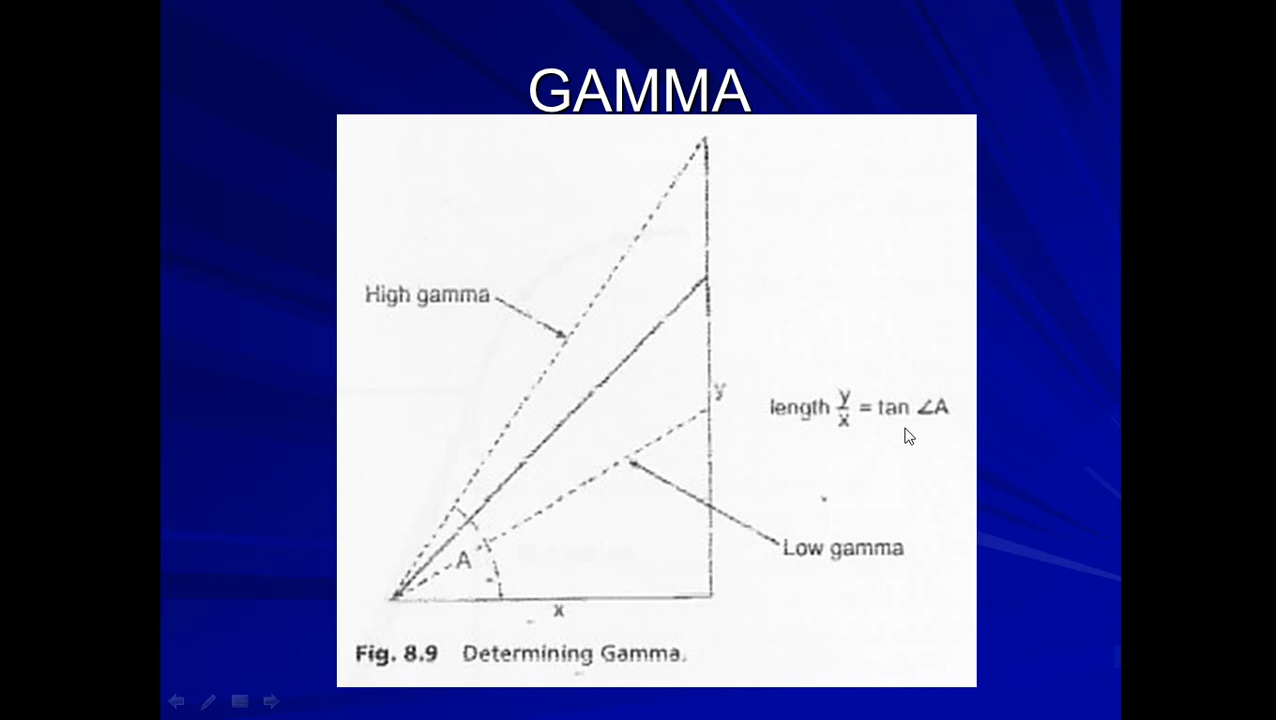 GAMMA
High gamma
y
length y/x = tan ∠A
A
Low gamma
x
Fig. 8.9 Determining Gamma.